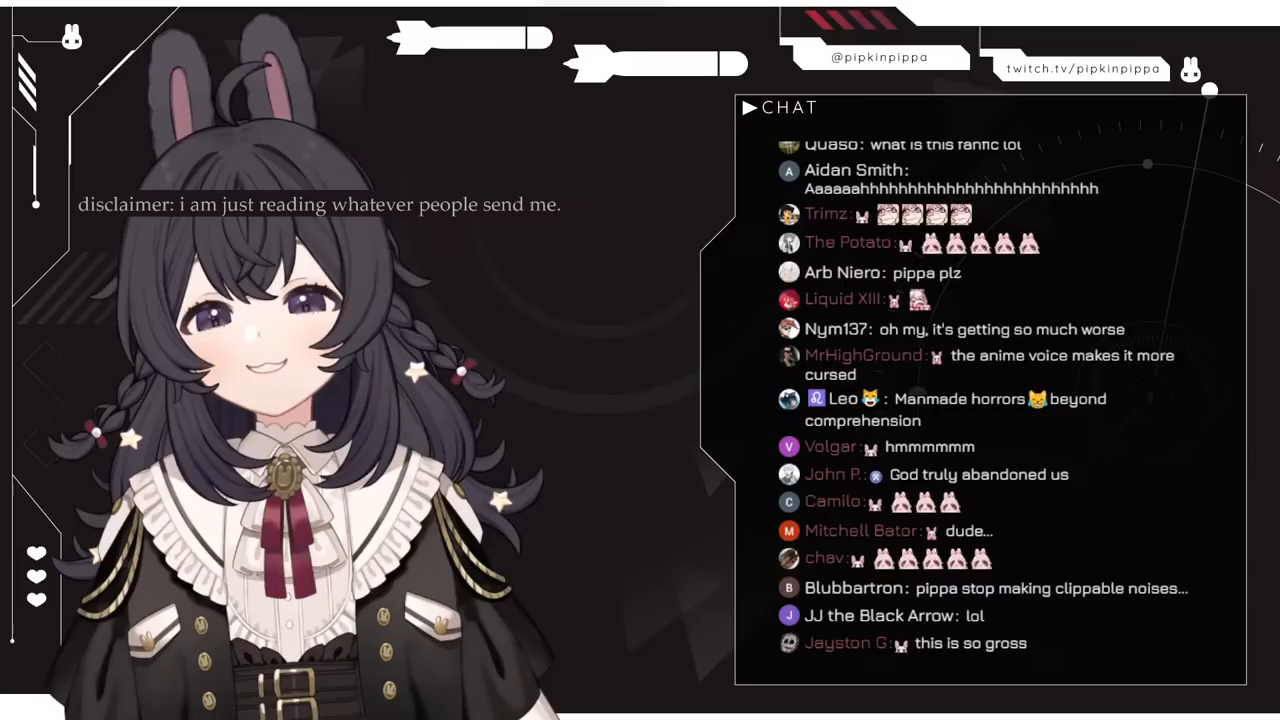 @pipkinpippa
twitch.tv/pipkinpippa
▶CHAT
Quaso: what is this fanfic lol
A Aidan Smith:
Aaaaaahhhhhhhhhhhhhhhhhhhhhhhhhh
disclaimer: i am just reading whatever people send me.
Trimz:
The Potato:
Arb Niero: pippa plz
Liquid XIII:
Nym137: oh my, it's getting so much worse
MrHighGround: the anime voice makes it more
cursed
♌Leo😹: Manmade horrors😹beyond
comprehension
V Volgar: hmmmmmm
John P.: God truly abandoned us
C Camilo:
M Mitchell Bator: dude...
chav:
B Blubbartron: pippa stop making clippable noises...
J JJ the Black Arrow: lol
Jayston G: this is so gross